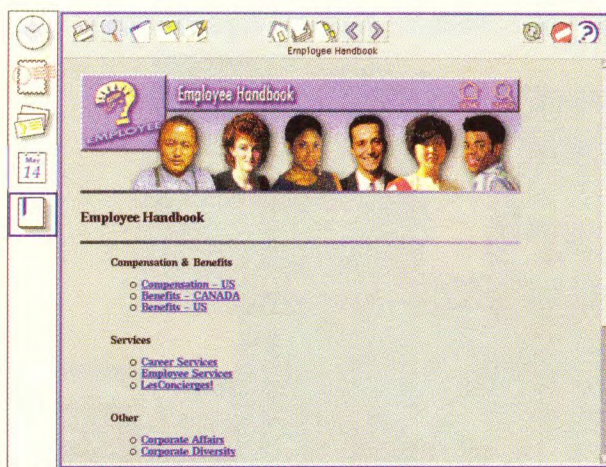 Employee Handbook
Employee Handbook
EMPLOYEE
May
14
Employee Handbook
Compensation & Benefits
Compensation - US
Benefits - CANADA
Benefits - US
Services
Career Services
Employee Services
LesConcierges!
Other
Corporate Affairs
Corporate Diversity